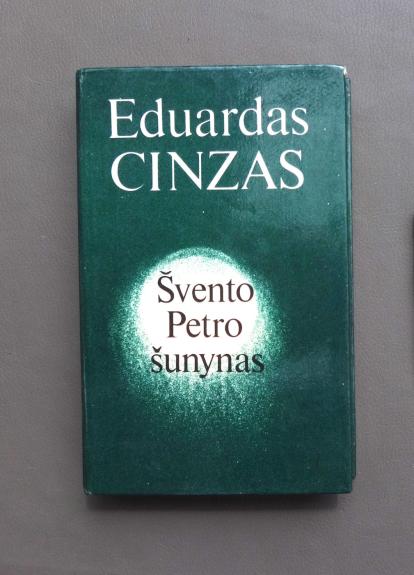 Eduardas
CINZAS
Švento
Petro
šunynas